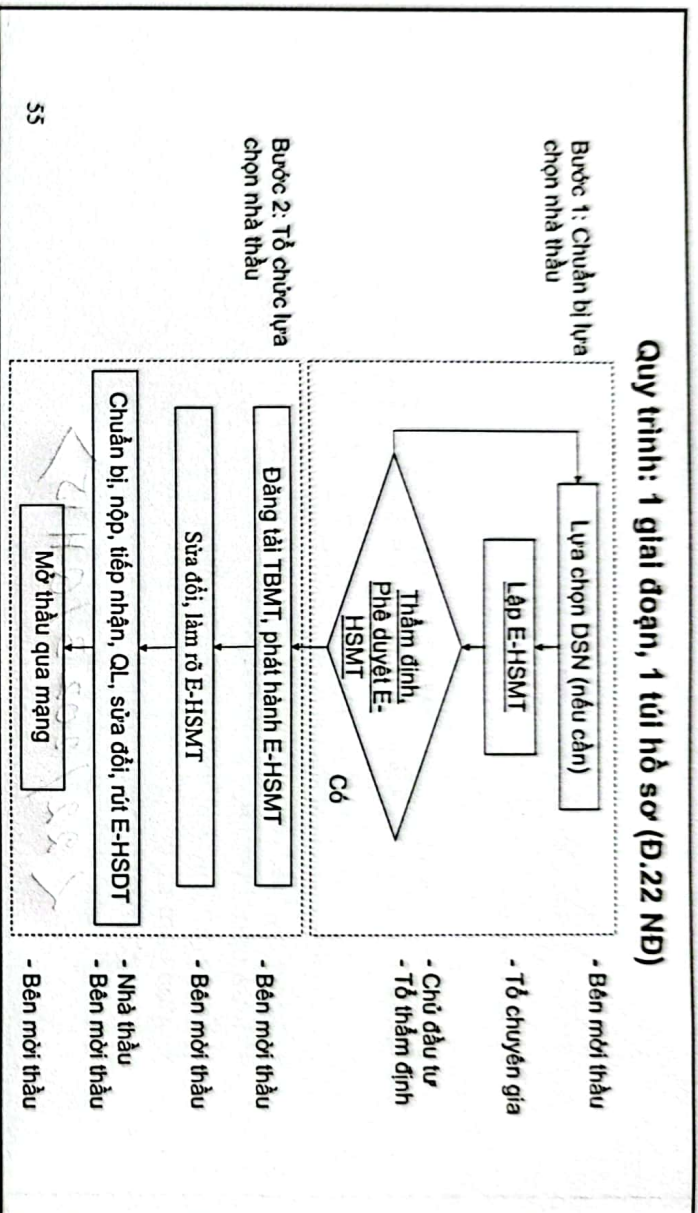 Quy trình: 1 giai đoạn, 1 túi hồ sơ (Đ.22 NĐ)
Bước 1: Chuẩn bị lựa
chọn nhà thầu
Lựa chọn DSN (nếu cần)
- Bên mời thầu
Lập E-HSMT
- Tổ chuyên gia
Thẩm định,
Phê duyệt E-
HSMT
Có
- Chủ đầu tư
- Tổ thẩm định
Bước 2: Tổ chức lựa
chọn nhà thầu
Đăng tải TBMT, phát hành E-HSMT
- Bên mời thầu
Sửa đổi, làm rõ E-HSMT
- Bên mời thầu
Chuẩn bị, nộp, tiếp nhận, QL, sửa đổi, rút E-HSDT
- Nhà thầu
- Bên mời thầu
Mở thầu qua mạng
- Bên mời thầu
55